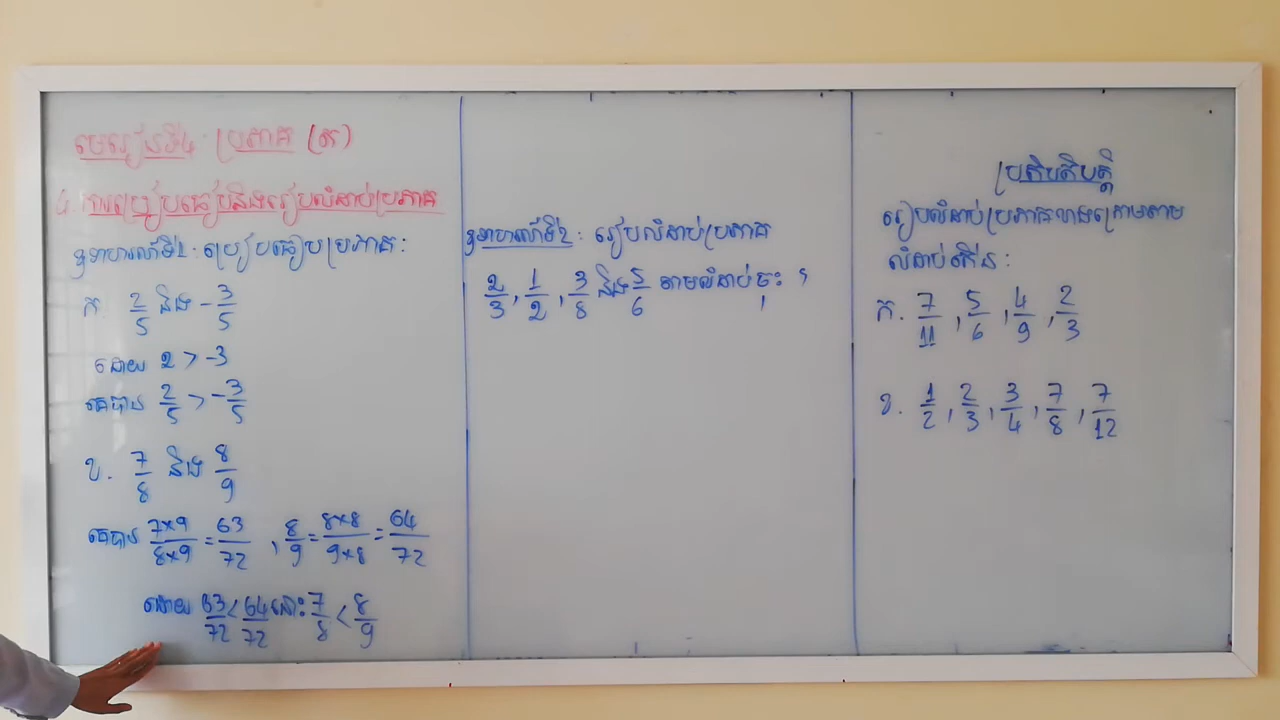 មេរៀនទី៤ ប្រភាគ (ត)
4. ការប្រៀបធៀបនិងរៀបលំដាប់ប្រភាគ
ឧទាហរណ៍ទី1: ប្រៀបធៀបប្រភាគ:
ក. 2/5 និង -3/5
ដោយ 2 > -3
គេបាន 2/5 > -3/5
ខ. 7/8 និង 8/9
គេបាន 7×9/8×9 = 63/72 , 8/9 = 8×8/9×8 = 64/72
ដោយ 63/72 < 64/72 នោះ 7/8 < 8/9
ឧទាហរណ៍ទី2: រៀបលំដាប់ប្រភាគ
2/3 , 1/2 , 3/8 និង 5/6 តាមលំដាប់ចុះ ។
ប្រតិបត្តិ
រៀបលំដាប់ប្រភាគខាងក្រោមតាម
លំដាប់កើន:
ក. 7/11 , 5/6 , 4/9 , 2/3
ខ. 1/2 , 2/3 , 3/4 , 7/8 , 7/12